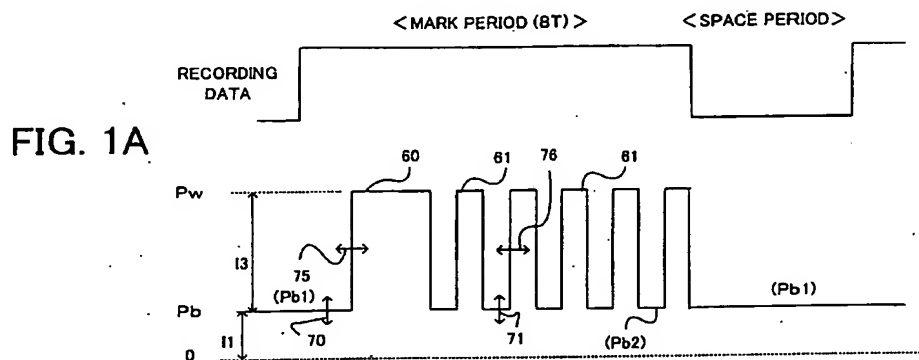 <MARK PERIOD (8T)>
<SPACE PERIOD>
RECORDING
DATA
FIG. 1A
60
61
76
61
Pw
I3
75
(Pb1)
(Pb1)
Pb
70
71
(Pb2)
I1
0